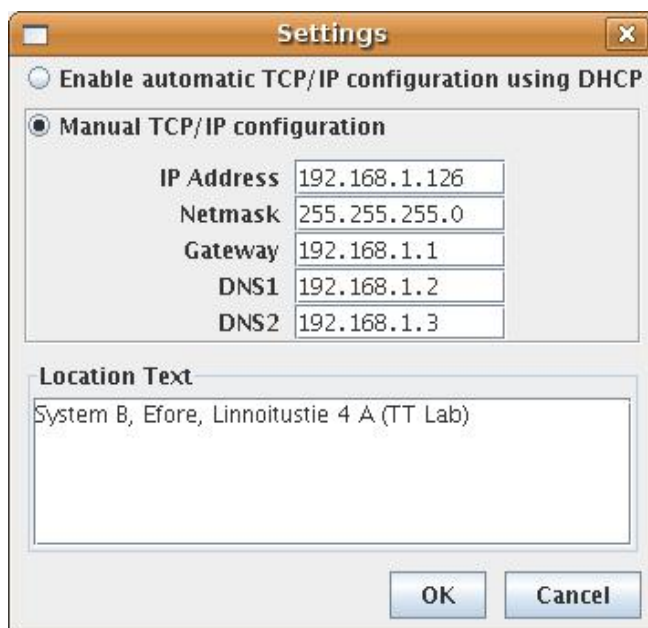 Settings
Enable automatic TCP/IP configuration using DHCP
Manual TCP/IP configuration
IP Address 192.168.1.126
Netmask 255.255.255.0
Gateway 192.168.1.1
DNS1 192.168.1.2
DNS2 192.168.1.3
Location Text
System B, Efore, Linnoitustie 4 A (TT Lab)
OK Cancel